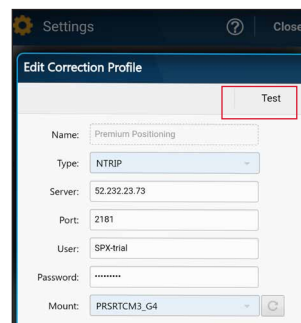 Settings
Close
Edit Correction Profile
Test
Name: Premium Positioning
Type: NTRIP
Server: 52.232.23.73
Port: 2181
User: SPX-trial
Password: •••••••••
Mount: PRSRTCM3_G4